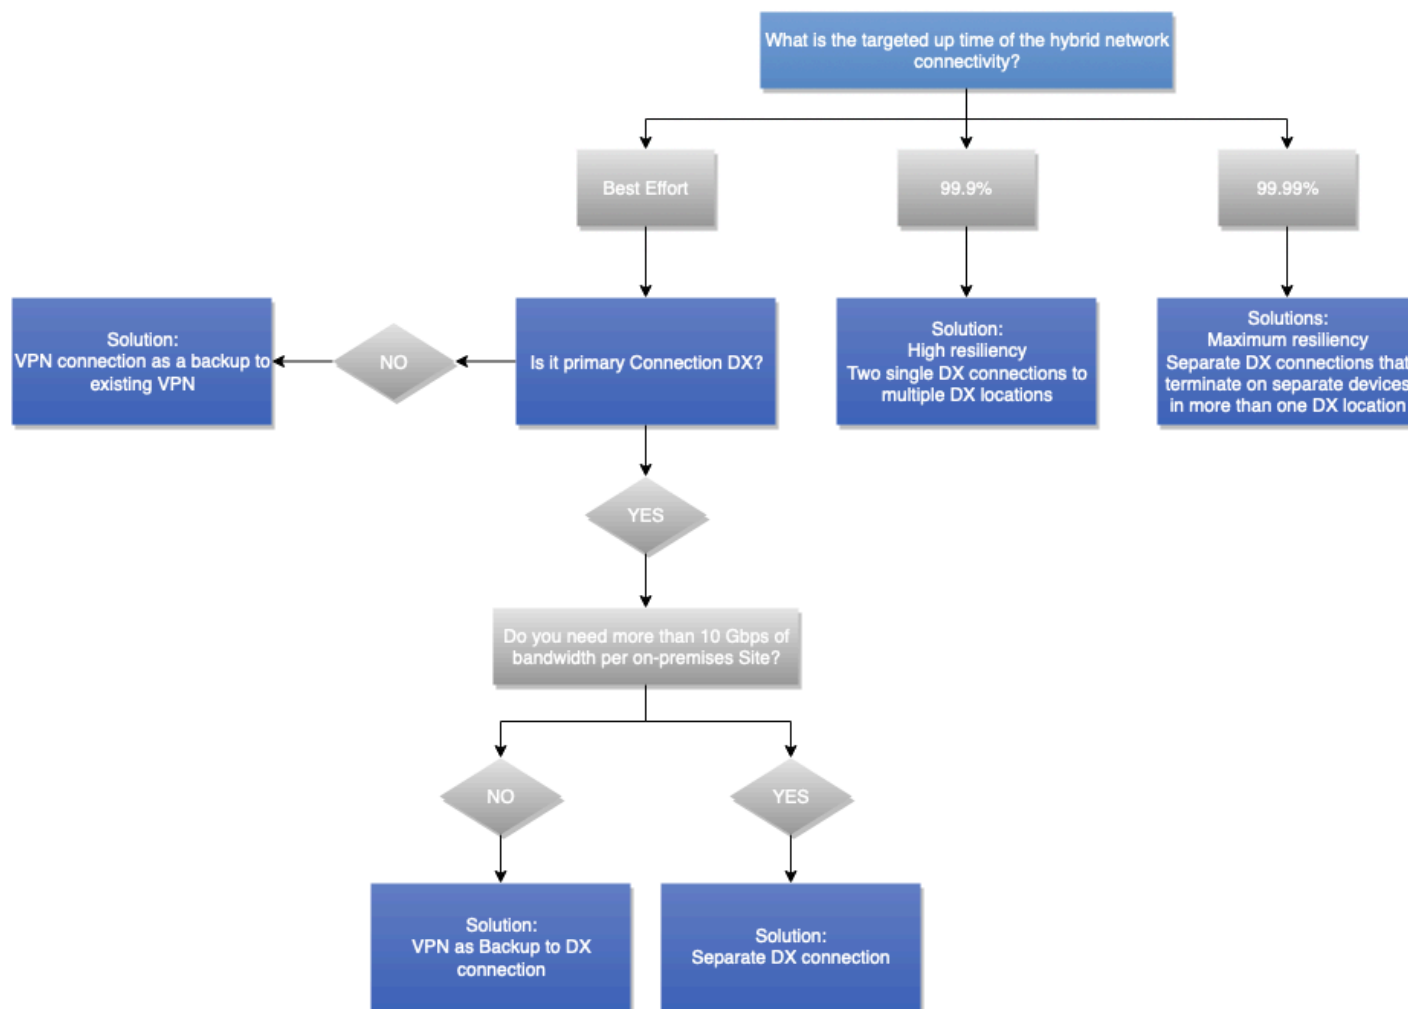 What is the targeted up time of the hybrid network
connectivity?
Best Effort
99.9%
99.99%
Solution:
VPN connection as a backup to
existing VPN
NO
Is it primary Connection DX?
Solution:
High resiliency
Two single DX connections to
multiple DX locations
Solutions:
Maximum resiliency
Separate DX connections that
terminate on separate devices
in more than one DX location
YES
Do you need more than 10 Gbps of
bandwidth per on-premises Site?
NO
YES
Solution:
VPN as Backup to DX
connection
Solution:
Separate DX connection